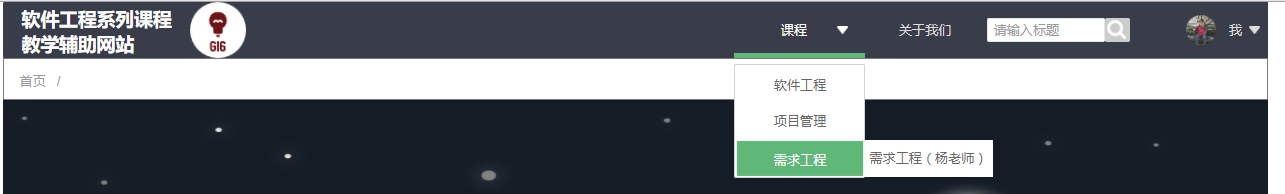 软件工程系列课程
教学辅助网站
G1G
课程
关于我们
请输入标题
我
首页 /
软件工程
项目管理
需求工程
需求工程（杨老师）